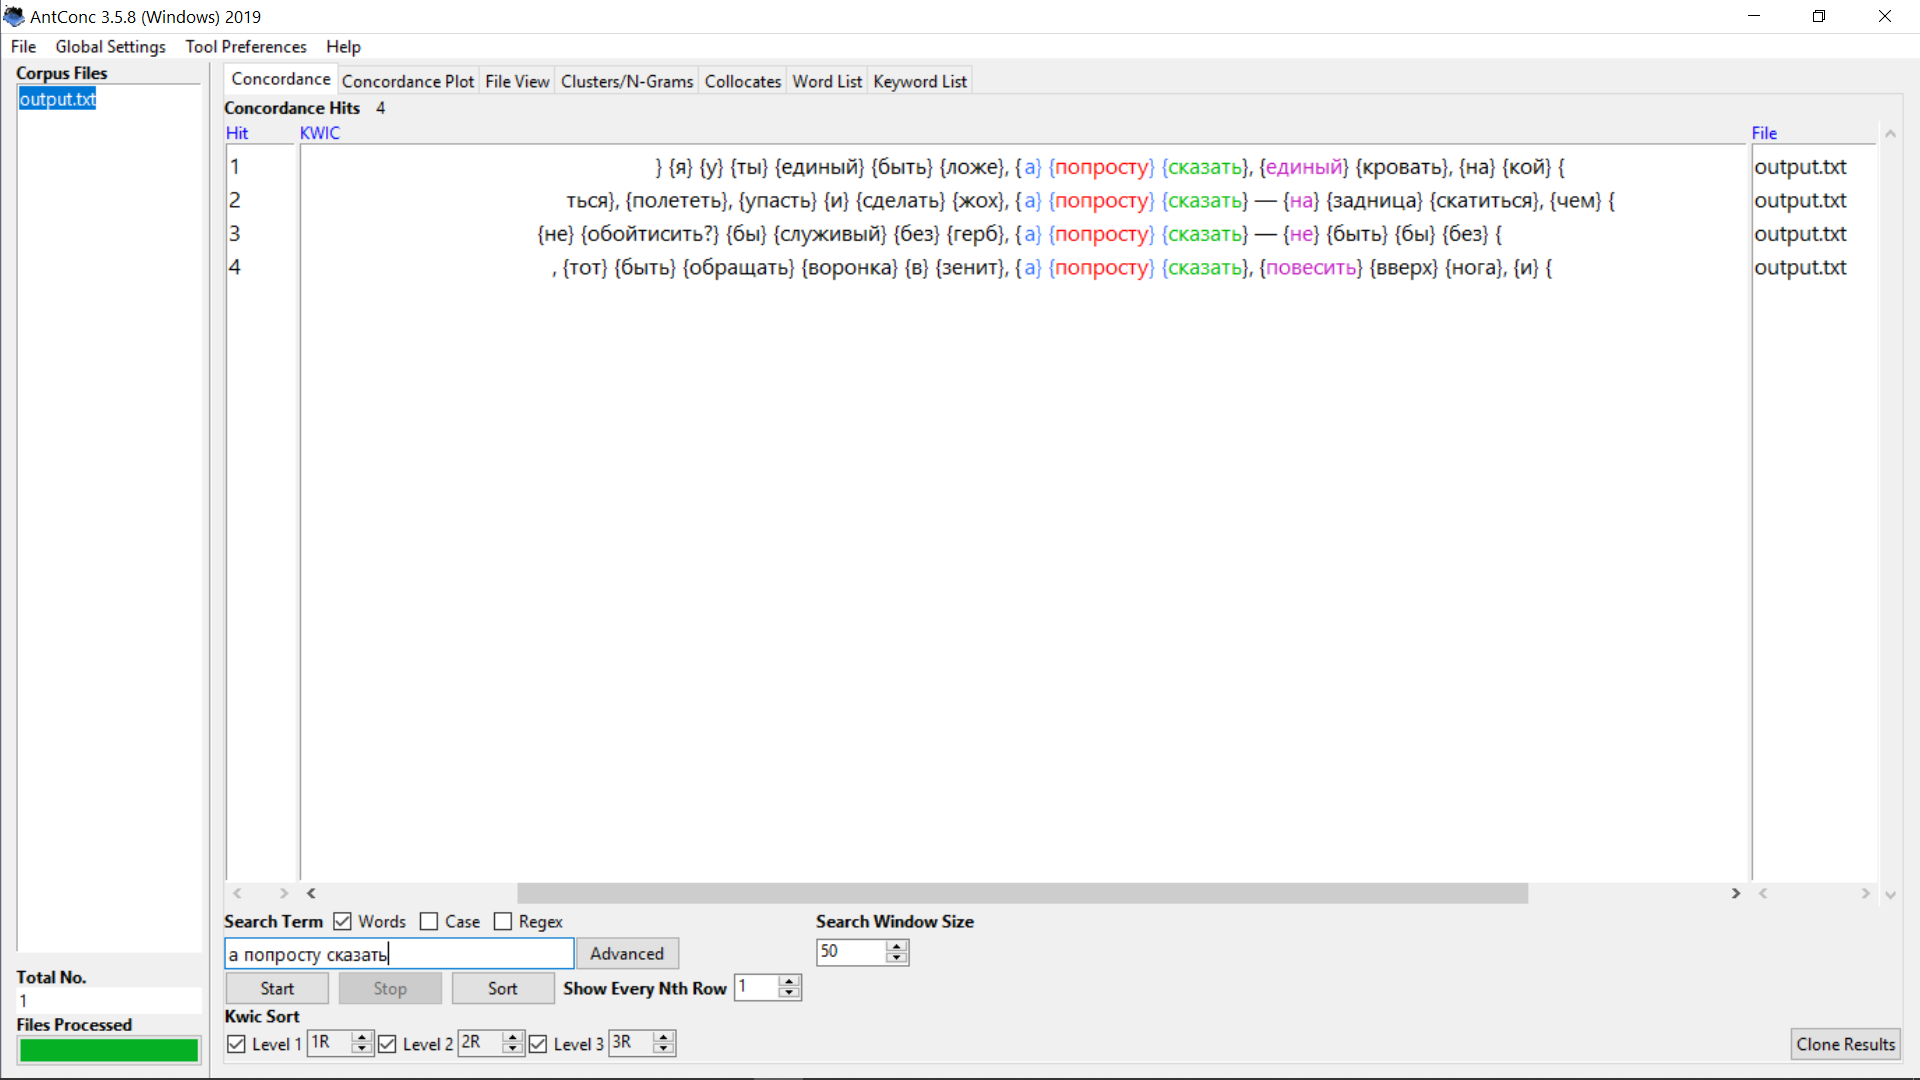 AntConc 3.5.8 (Windows) 2019
File Global Settings Tool Preferences Help
Corpus Files
output.txt
Concordance Concordance Plot File View Clusters/N-Grams Collocates Word List Keyword List
Concordance Hits 4
Hit KWIC File
1 } {я} {у} {ты} {единый} {быть} {ложе}, {а} {попросту} {сказать}, {единый} {кровать}, {на} {кой} { output.txt
2 ться}, {полететь}, {упасть} {и} {сделать} {жох}, {а} {попросту} {сказать} — {на} {задница} {скатиться}, {чем} { output.txt
3 {не} {обойтисить?} {бы} {служивый} {без} {герб}, {а} {попросту} {сказать} — {не} {быть} {бы} {без} { output.txt
4 , {тот} {быть} {обращать} {воронка} {в} {зенит}, {а} {попросту} {сказать}, {повесить} {вверх} {нога}, {и} { output.txt
Search Term Words Case Regex Search Window Size
а попросту сказать Advanced 50
Start Stop Sort Show Every Nth Row 1
Kwic Sort
Level 1 1R Level 2 2R Level 3 3R
Total No.
1
Files Processed
Clone Results